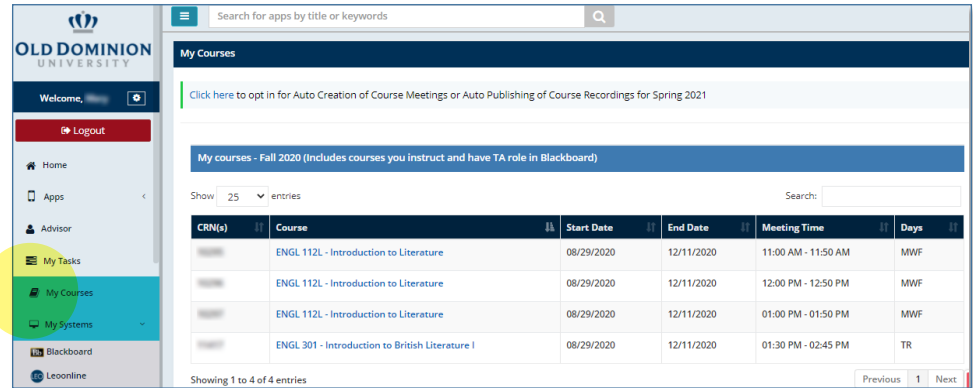 Search for apps by title or keywords
OLD DOMINION
UNIVERSITY
My Courses
Welcome,
Click here to opt in for Auto Creation of Course Meetings or Auto Publishing of Course Recordings for Spring 2021
Logout
Home
My courses - Fall 2020 (Includes courses you instruct and have TA role in Blackboard)
Apps
Show 25 entries Search:
Advisor
CRN(s) Course Start Date End Date Meeting Time Days
My Tasks
ENGL 112L - Introduction to Literature 08/29/2020 12/11/2020 11:00 AM - 11:50 AM MWF
My Courses
ENGL 112L - Introduction to Literature 08/29/2020 12/11/2020 12:00 PM - 12:50 PM MWF
My Systems
ENGL 112L - Introduction to Literature 08/29/2020 12/11/2020 01:00 PM - 01:50 PM MWF
Blackboard
ENGL 301 - Introduction to British Literature I 08/29/2020 12/11/2020 01:30 PM - 02:45 PM TR
LEO Leoonline
Showing 1 to 4 of 4 entries Previous 1 Next